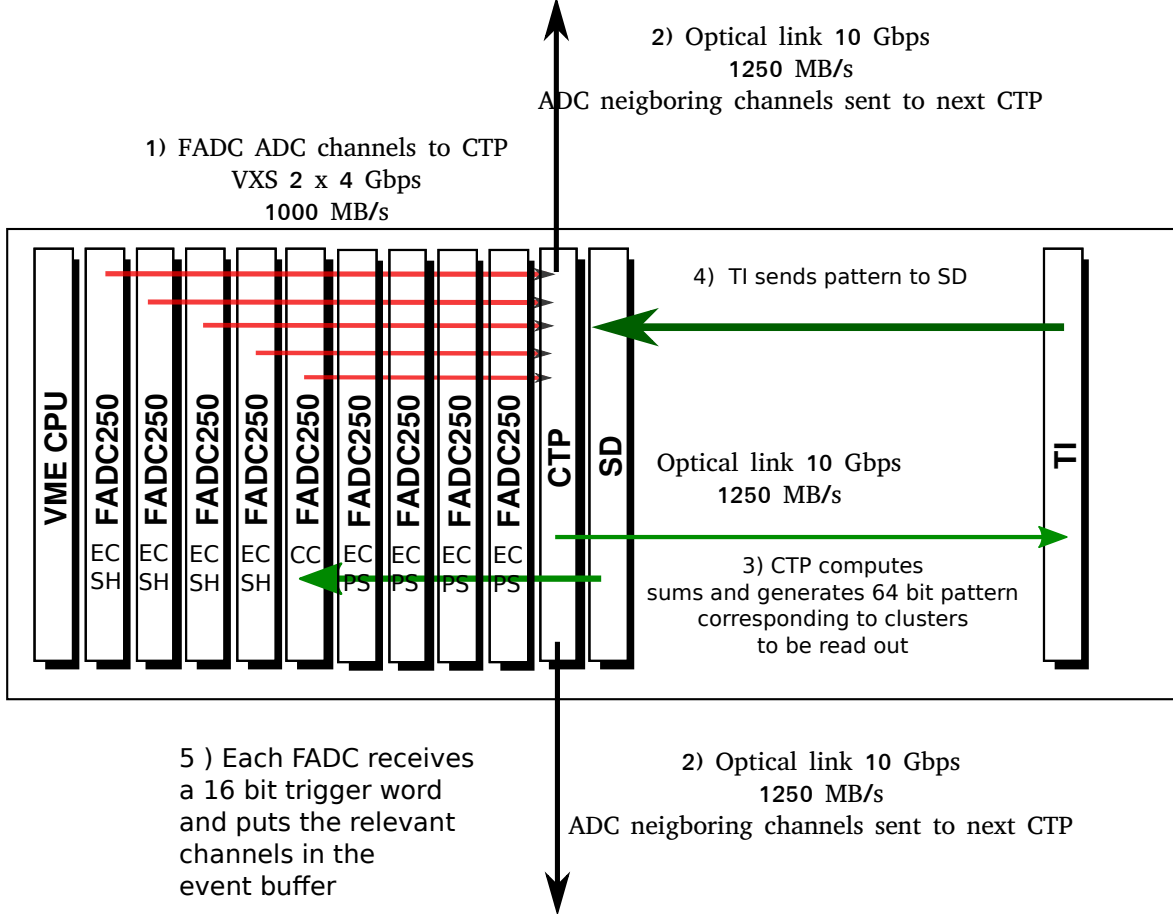 2) Optical link 10 Gbps
1250 MB/s
ADC neigboring channels sent to next CTP
1) FADC ADC channels to CTP
VXS 2 x 4 Gbps
1000 MB/s
4) TI sends pattern to SD
VME CPU
FADC250
FADC250
FADC250
FADC250
FADC250
FADC250
FADC250
FADC250
FADC250
CTP
SD
TI
EC
SH
EC
SH
EC
SH
EC
SH
CC
EC
PS
EC
PS
EC
PS
EC
PS
Optical link 10 Gbps
1250 MB/s
3) CTP computes
sums and generates 64 bit pattern
corresponding to clusters
to be read out
5 ) Each FADC receives
a 16 bit trigger word
and puts the relevant
channels in the
event buffer
2) Optical link 10 Gbps
1250 MB/s
ADC neigboring channels sent to next CTP